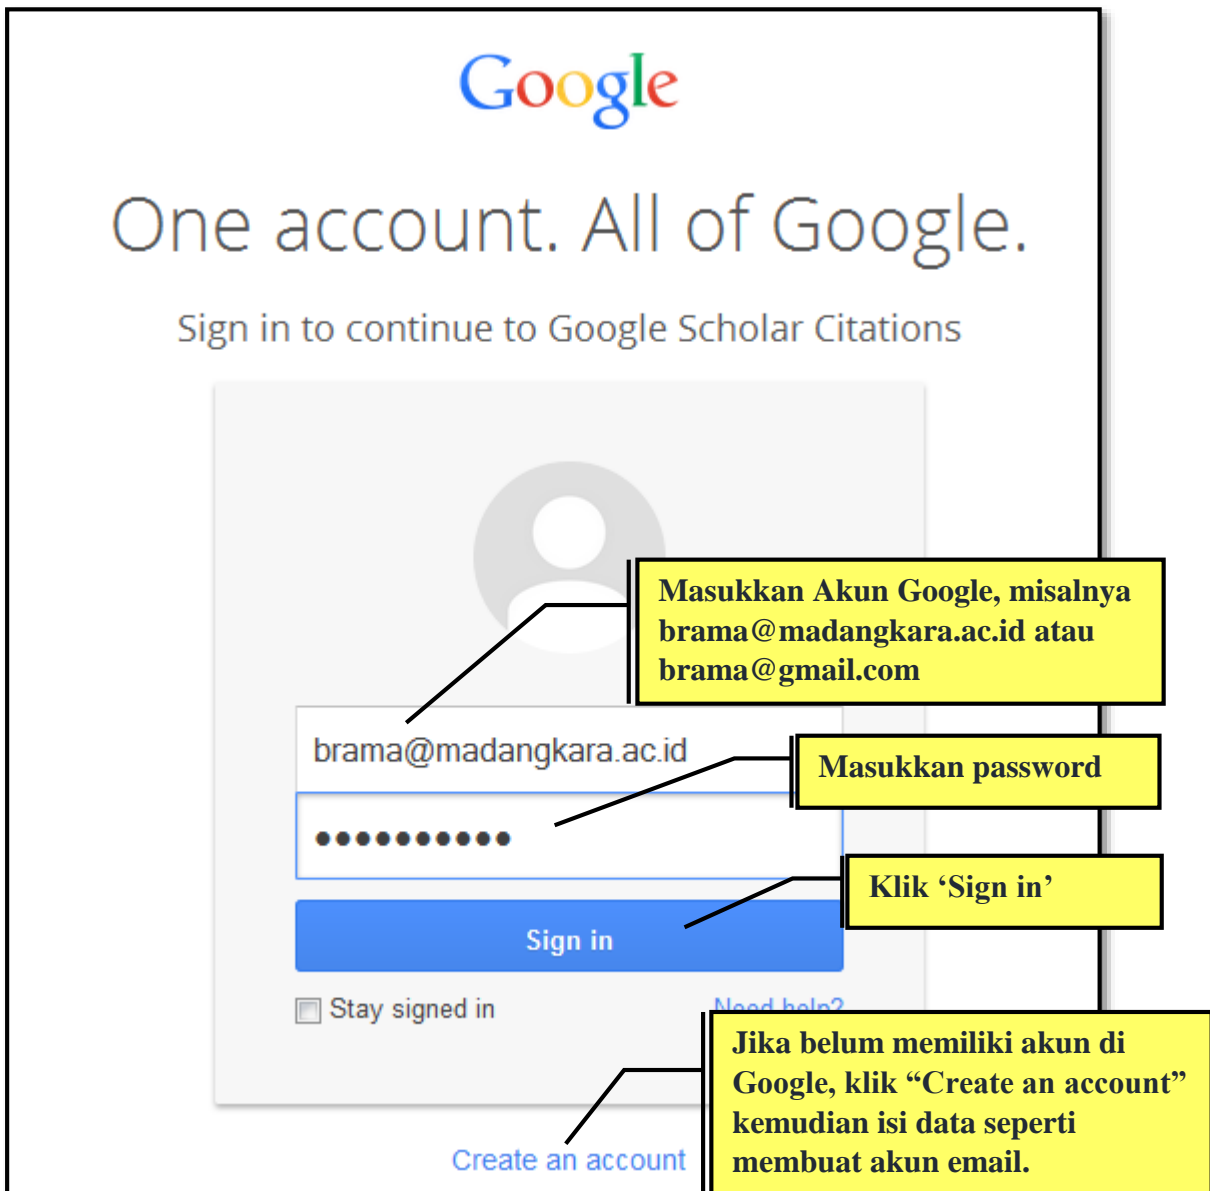 Google
One account. All of Google.
Sign in to continue to Google Scholar Citations
Masukkan Akun Google, misalnya
brama@madangkara.ac.id atau
brama@gmail.com
brama@madangkara.ac.id
Masukkan password
••••••••••
Klik ‘Sign in’
Sign in
Stay signed in
Need help?
Jika belum memiliki akun di
Google, klik “Create an account”
kemudian isi data seperti
membuat akun email.
Create an account